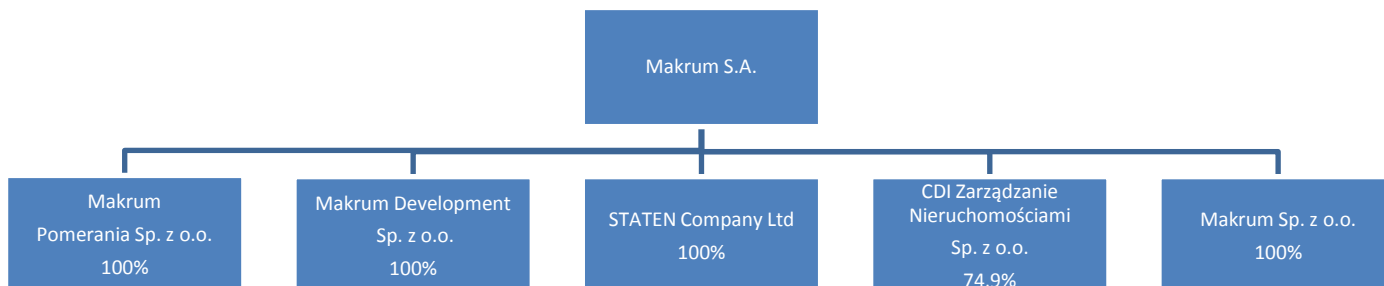 Makrum S.A.
Makrum
Pomerania Sp. z o.o.
100%
Makrum Development
Sp. z o.o.
100%
STATEN Company Ltd
100%
CDI Zarządzanie
Nieruchomościami
Sp. z o.o.
74,9%
Makrum Sp. z o.o.
100%